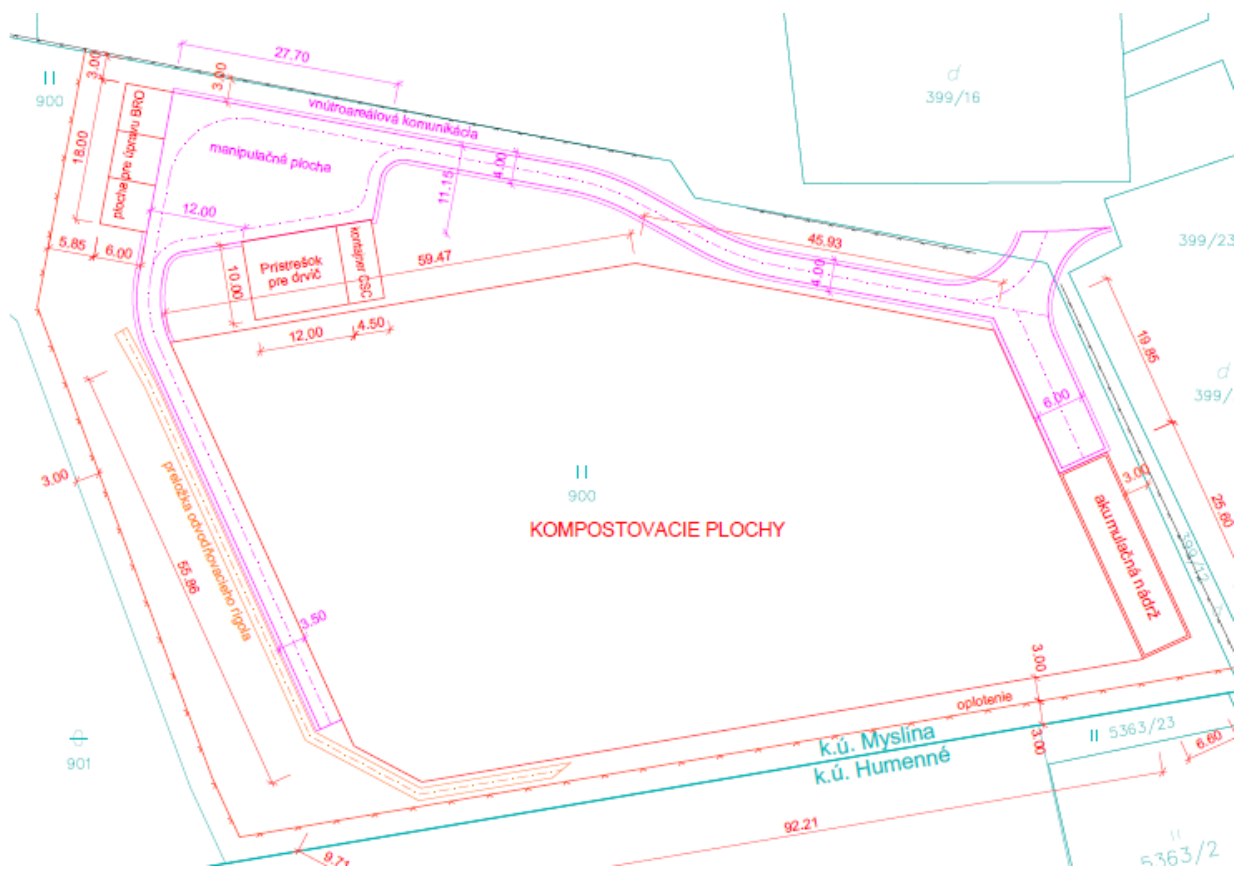 27.70
3.00
3.00
II
900
vnútroareálová komunikácia
399/16
plocha pre úpravu BRO
18.00
manipulačná plocha
4.00
11.15
12.00
45.93
399/23
5.85
6.00
59.47
Prístrešok
pre drvič
kontajner CSC
10.00
4.00
12.00
4.50
19.85
399/
6.00
3.00
preložka odvodňovacieho rigola
II
900
3.00
25.60
KOMPOSTOVACIE PLOCHY
akumulačná nádrž
399/12
55.86
3.50
3.00
oplotenie
k.ú. Myslina
k.ú. Humenné
3.00
II 5363/23
6.60
901
92.21
9.71
II
5363/2